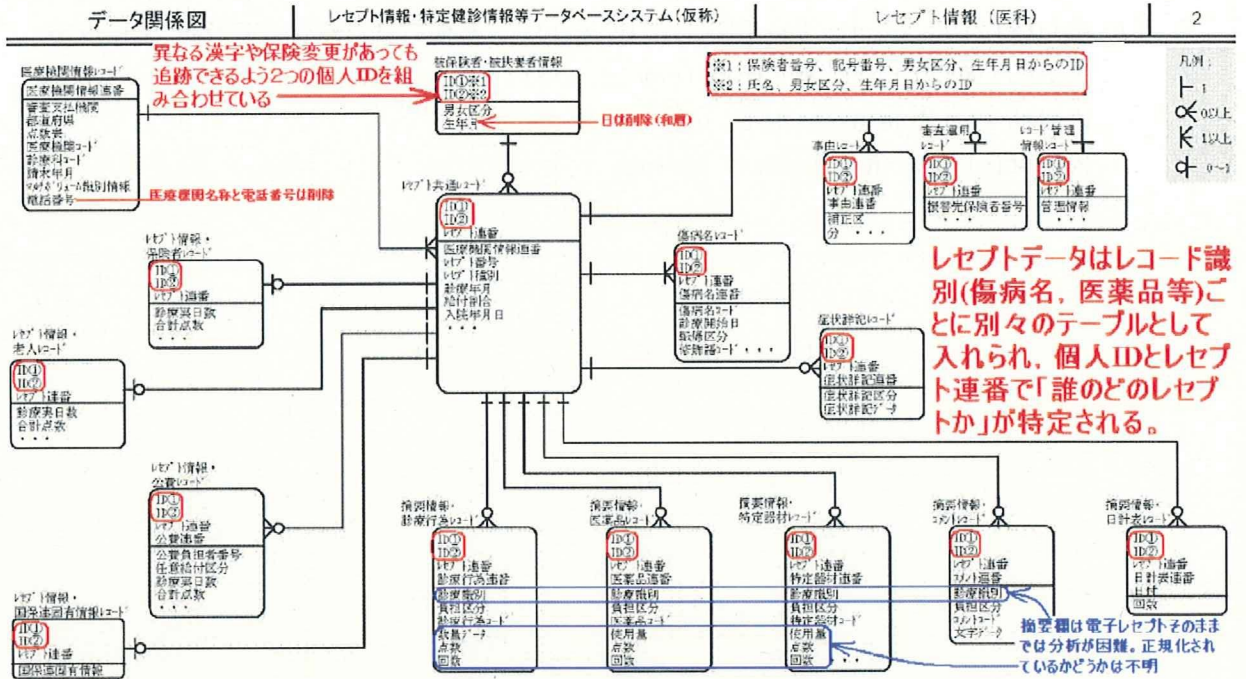 データ関係図
レセプト情報・特定健診情報等データベースシステム(仮称)
レセプト情報（医科）
2
異なる漢字や保険変更があっても
追跡できるよう2つの個人IDを組
み合わせている
医療機関情報ﾚｺｰﾄﾞ
医療機関情報連番
審査支払機関
都道府県
点数表
医療機関ｺｰﾄﾞ
診療科ｺｰﾄﾞ
請求年月
ﾏﾙﾁﾎﾞﾘｭｰﾑ識別情報
電話番号
医療機関名称と電話番号は削除
被保険者・被扶養者情報
ID①※1
ID②※2
男女区分
生年月
日は削除(和暦)
※1：保険者番号、記号番号、男女区分、生年月日からのID
※2：氏名、男女区分、生年月日からのID
凡例：
1
0以上
1以上
0～1
ﾚｾﾌﾟﾄ共通ﾚｺｰﾄﾞ
ID①
ID②
ﾚｾﾌﾟﾄ連番
医療機関情報連番
ﾚｾﾌﾟﾄ番号
ﾚｾﾌﾟﾄ種別
診療年月
給付割合
入院年月日
・・・
事由ﾚｺｰﾄﾞ
ID①
ID②
ﾚｾﾌﾟﾄ連番
事由連番
補正区
分 ・・・
審査運用
ﾚｺｰﾄﾞ
ID①
ID②
ﾚｾﾌﾟﾄ連番
振替先保険者番号
・・・
ﾚｺｰﾄﾞ管理
情報ﾚｺｰﾄﾞ
ID①
ID②
ﾚｾﾌﾟﾄ連番
管理情報
・・・
ﾚｾﾌﾟﾄ情報・
保険者ﾚｺｰﾄﾞ
ID①
ID②
ﾚｾﾌﾟﾄ連番
診療実日数
合計点数
・・・
傷病名ﾚｺｰﾄﾞ
ID①
ID②
ﾚｾﾌﾟﾄ連番
傷病名連番
傷病名ｺｰﾄﾞ
診療開始日
転帰区分
修飾語ｺｰﾄﾞ・・・
レセプトデータはレコード識
別(傷病名，医薬品等)ご
とに別々のテーブルとして
入れられ，個人IDとレセプ
ト連番で「誰のどのレセプ
トか」が特定される。
ﾚｾﾌﾟﾄ情報・
老人ﾚｺｰﾄﾞ
ID①
ID②
ﾚｾﾌﾟﾄ連番
診療実日数
合計点数
・・・
症状詳記ﾚｺｰﾄﾞ
ID①
ID②
ﾚｾﾌﾟﾄ連番
症状詳記連番
症状詳記区分
症状詳記ﾃﾞｰﾀ
ﾚｾﾌﾟﾄ情報・
公費ﾚｺｰﾄﾞ
ID①
ID②
ﾚｾﾌﾟﾄ連番
公費連番
公費負担者番号
任意給付区分
診療実日数
合計点数
・・・
ﾚｾﾌﾟﾄ情報・
国保連固有情報ﾚｺｰﾄﾞ
ID①
ID②
ﾚｾﾌﾟﾄ連番
国保連固有情報
摘要情報・
診療行為ﾚｺｰﾄﾞ
ID①
ID②
ﾚｾﾌﾟﾄ連番
診療行為連番
診療識別
負担区分
診療行為ｺｰﾄﾞ
数量ﾃﾞｰﾀ
点数
回数
摘要情報・
医薬品ﾚｺｰﾄﾞ
ID①
ID②
ﾚｾﾌﾟﾄ連番
医薬品連番
診療識別
負担区分
医薬品ｺｰﾄﾞ
使用量
点数
回数
摘要情報・
特定器材ﾚｺｰﾄﾞ
ID①
ID②
ﾚｾﾌﾟﾄ連番
特定器材連番
診療識別
負担区分
特定器材ｺｰﾄﾞ
使用量
点数
回数 ・・・
摘要情報・
ｺﾒﾝﾄﾚｺｰﾄﾞ
ID①
ID②
ﾚｾﾌﾟﾄ連番
ｺﾒﾝﾄ連番
診療識別
負担区分
ｺﾒﾝﾄｺｰﾄﾞ
文字ﾃﾞｰﾀ
摘要情報・
日計表ﾚｺｰﾄﾞ
ID①
ID②
ﾚｾﾌﾟﾄ連番
日計表連番
日付
回数
摘要欄は電子レセプトそのまま
では分析が困難。正規化され
ているかどうかは不明